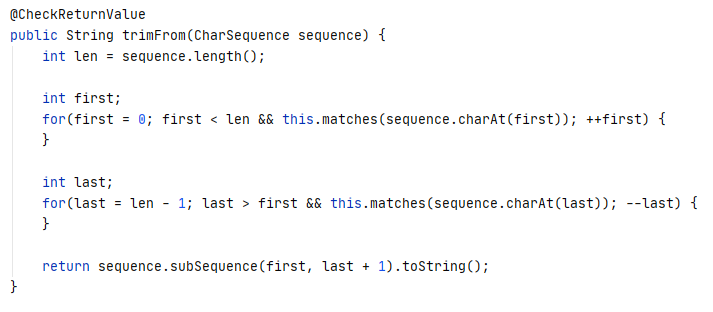 @CheckReturnValue
public String trimFrom(CharSequence sequence) {
    int len = sequence.length();

    int first;
    for(first = 0; first < len && this.matches(sequence.charAt(first)); ++first) {
    }

    int last;
    for(last = len - 1; last > first && this.matches(sequence.charAt(last)); --last) {
    }

    return sequence.subSequence(first, last + 1).toString();
}